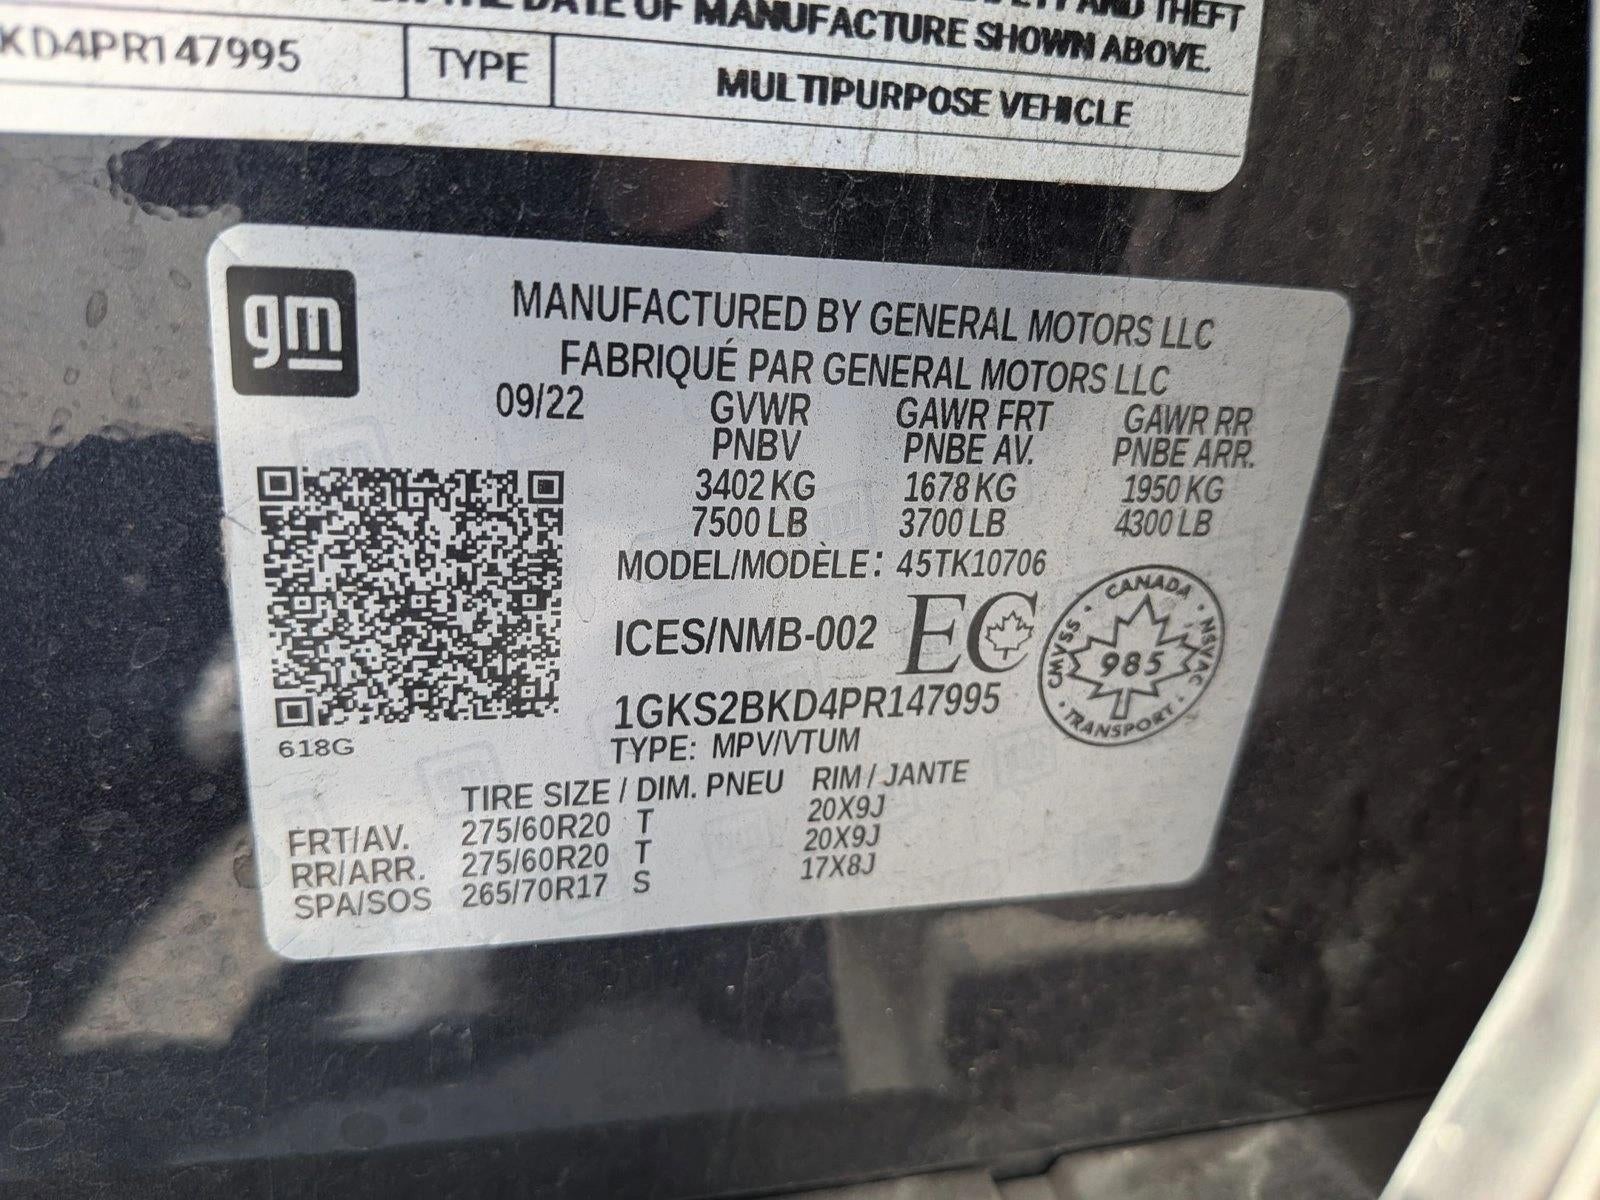 AND THEFT
THE DATE OF MANUFACTURE SHOWN ABOVE.
KD4PR147995 TYPE MULTIPURPOSE VEHICLE
gm
MANUFACTURED BY GENERAL MOTORS LLC
FABRIQUÉ PAR GENERAL MOTORS LLC
09/22 GVWR GAWR FRT GAWR RR
PNBV PNBE AV. PNBE ARR.
3402 KG 1678 KG 1950 KG
7500 LB 3700 LB 4300 LB
MODEL/MODÈLE: 45TK10706
ICES/NMB-002 EC
CANADA
CMVSS 985 NSVAC
TRANSPORT
1GKS2BKD4PR147995
618G
TYPE: MPV/VTUM
TIRE SIZE / DIM. PNEU RIM / JANTE
FRT/AV. 275/60R20 T 20X9J
RR/ARR. 275/60R20 T 20X9J
SPA/SOS 265/70R17 S 17X8J